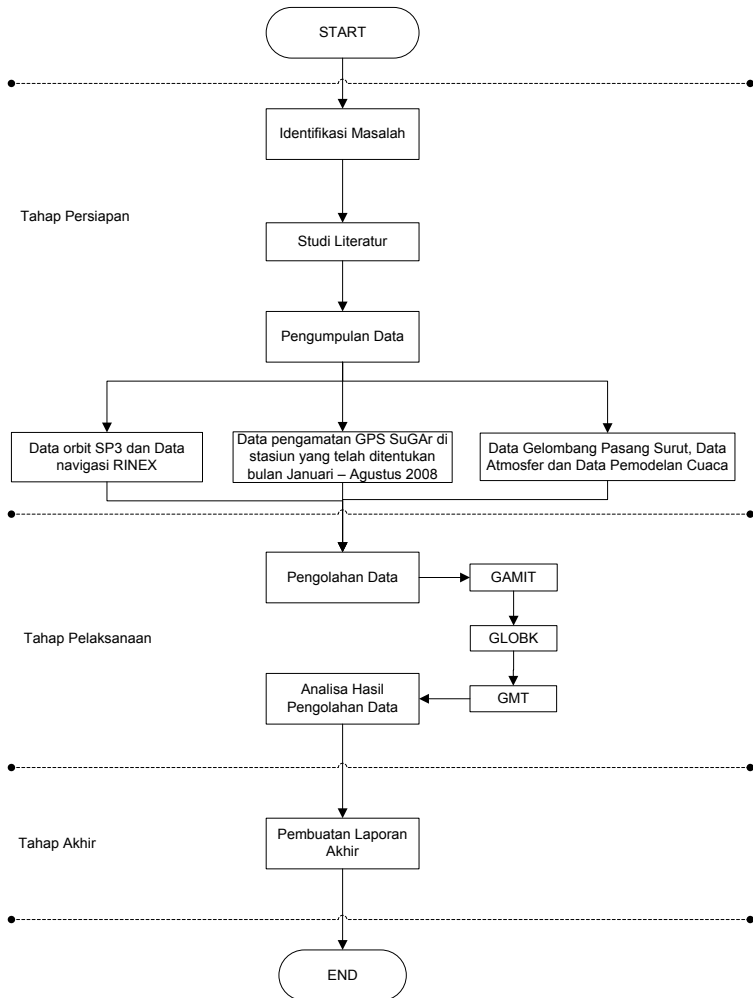 START
Identifikasi Masalah
Tahap Persiapan
Studi Literatur
Pengumpulan Data
Data orbit SP3 dan Data
navigasi RINEX
Data pengamatan GPS SuGAr di
stasiun yang telah ditentukan
bulan Januari – Agustus 2008
Data Gelombang Pasang Surut, Data
Atmosfer dan Data Pemodelan Cuaca
Pengolahan Data
GAMIT
GLOBK
Tahap Pelaksanaan
GMT
Analisa Hasil
Pengolahan Data
Tahap Akhir
Pembuatan Laporan
Akhir
END